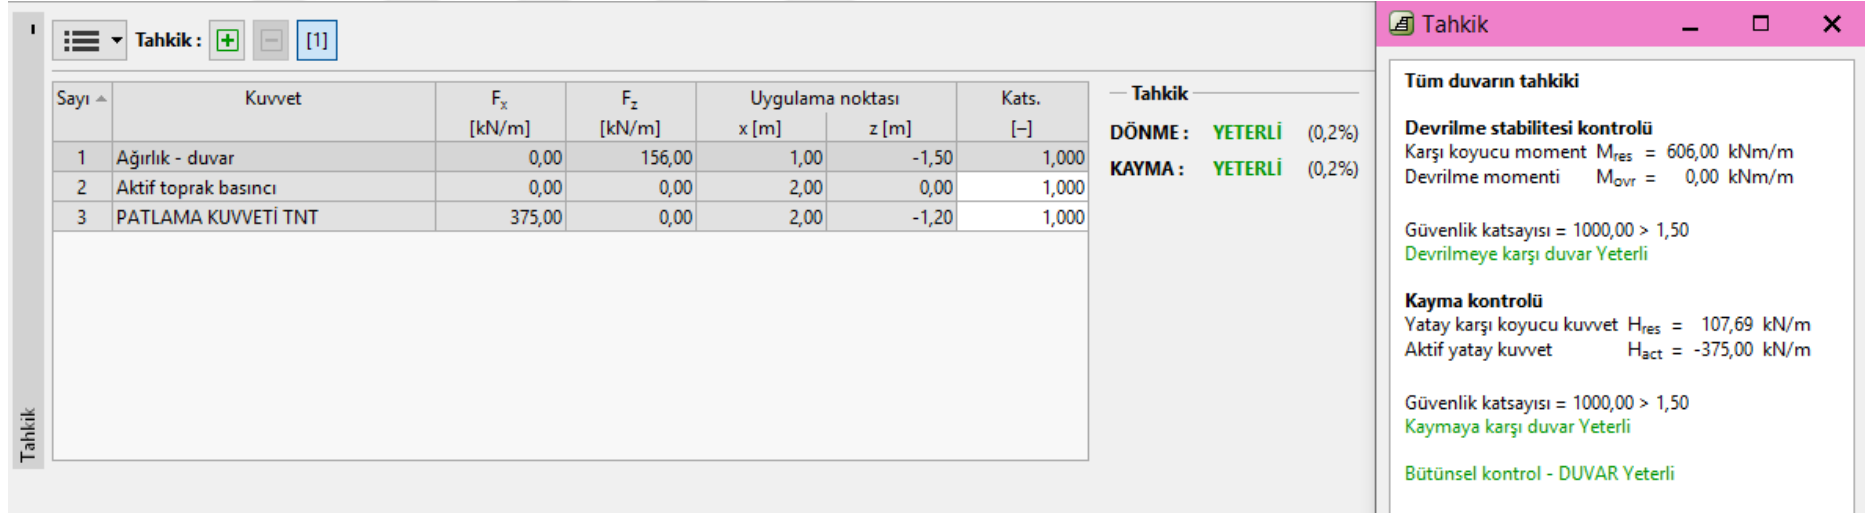 Tahkik :
[1]
Sayı Kuvvet Fx Fz Uygulama noktası Kats.
[kN/m] [kN/m] x [m] z [m] [–]
1 Ağırlık - duvar 0,00 156,00 1,00 -1,50 1,000
2 Aktif toprak basıncı 0,00 0,00 2,00 0,00 1,000
3 PATLAMA KUVVETİ TNT 375,00 0,00 2,00 -1,20 1,000
Tahkik
Tahkik
DÖNME : YETERLİ (0,2%)
KAYMA : YETERLİ (0,2%)
Tahkik
Tüm duvarın tahkiki
Devrilme stabilitesi kontrolü
Karşı koyucu moment Mres = 606,00 kNm/m
Devrilme momenti Movr = 0,00 kNm/m
Güvenlik katsayısı = 1000,00 > 1,50
Devrilmeye karşı duvar Yeterli
Kayma kontrolü
Yatay karşı koyucu kuvvet Hres = 107,69 kN/m
Aktif yatay kuvvet Hact = -375,00 kN/m
Güvenlik katsayısı = 1000,00 > 1,50
Kaymaya karşı duvar Yeterli
Bütünsel kontrol - DUVAR Yeterli